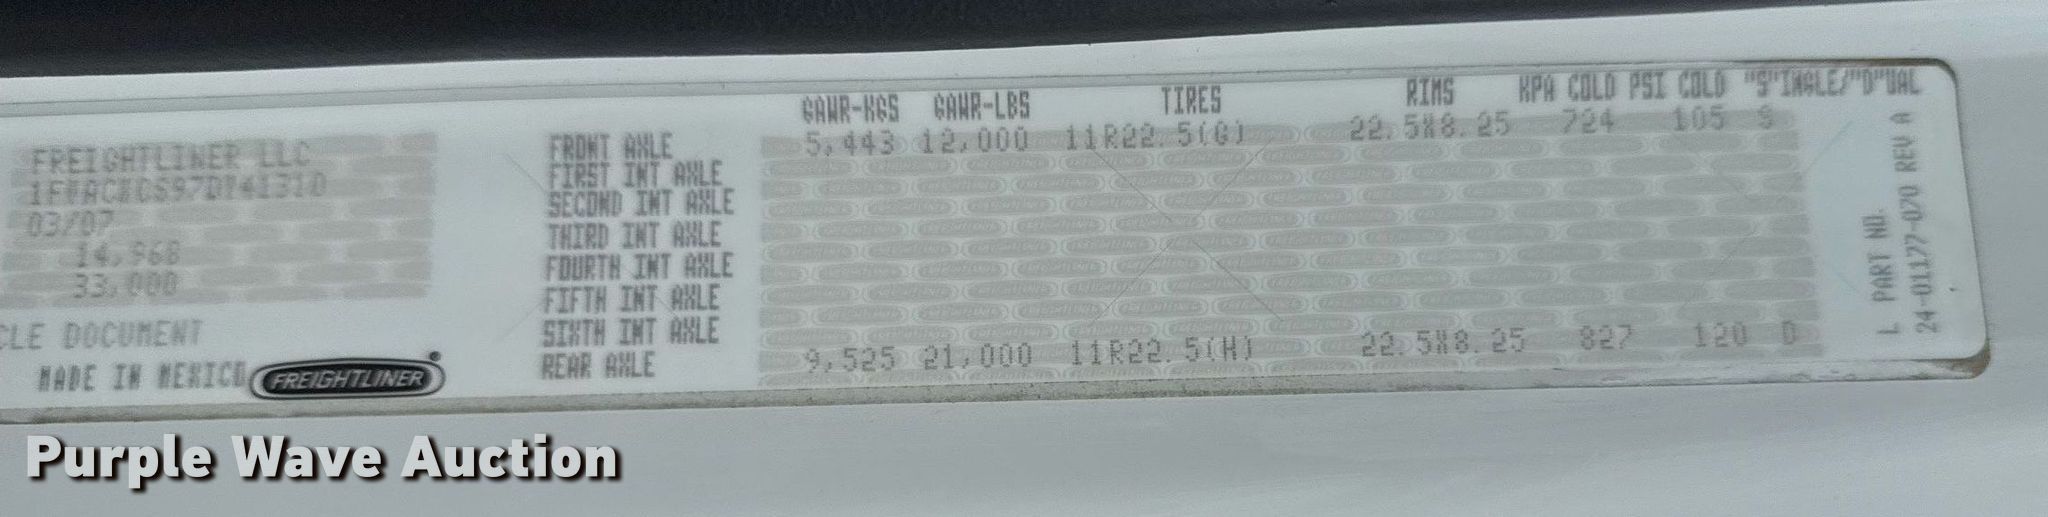 GAWR-KGS GAWR-LBS TIRES RIMS KPA COLD PSI COLD "S"INGLE/"D"UAL
FREIGHTLINER LLC
03/07
14,968
33,000
CLE DOCUMENT
MADE IN MEXICO FREIGHTLINER
FRONT AXLE 5,443 12,000 11R22.5(G) 22.5X8.25 724 105 S
FIRST INT AXLE
SECOND INT AXLE
THIRD INT AXLE
FOURTH INT AXLE
FIFTH INT AXLE
SIXTH INT AXLE
REAR AXLE 9,525 21,000 11R22.5(H) 22.5X8.25 827 120 D
L PART NO.
24-01177-070 REV A
Purple Wave Auction